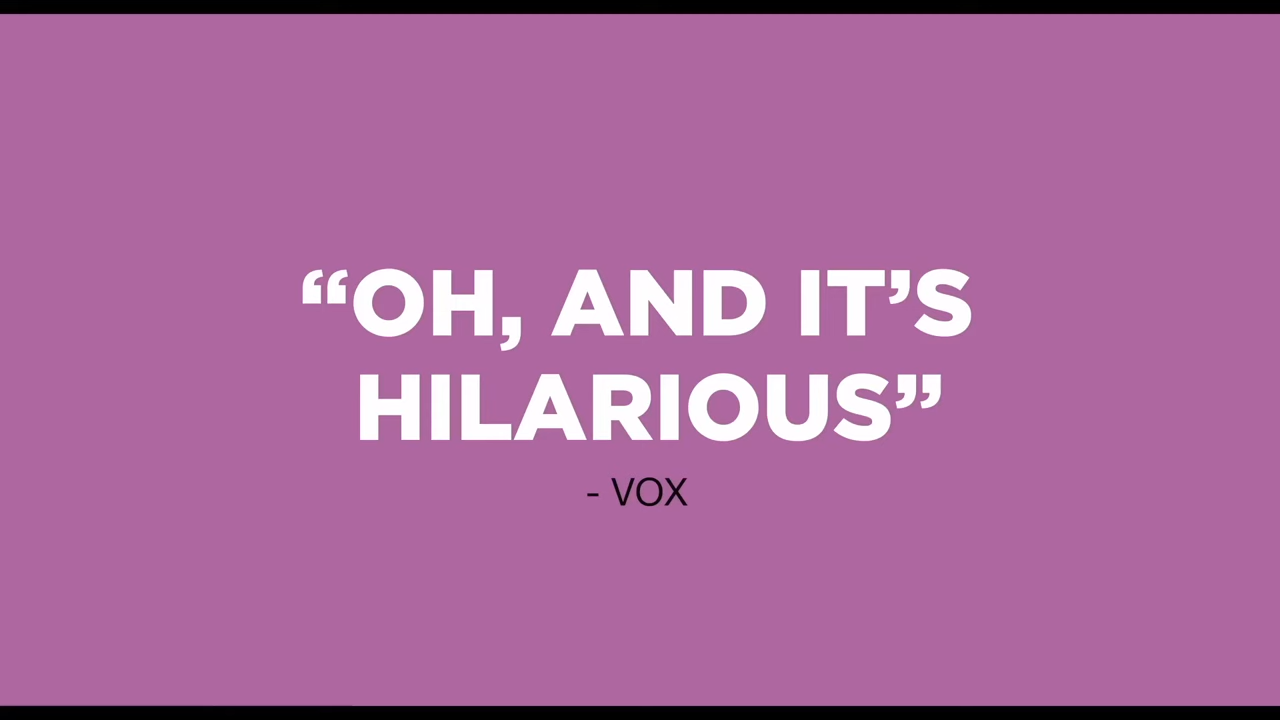 “OH, AND IT’S
HILARIOUS”
- VOX